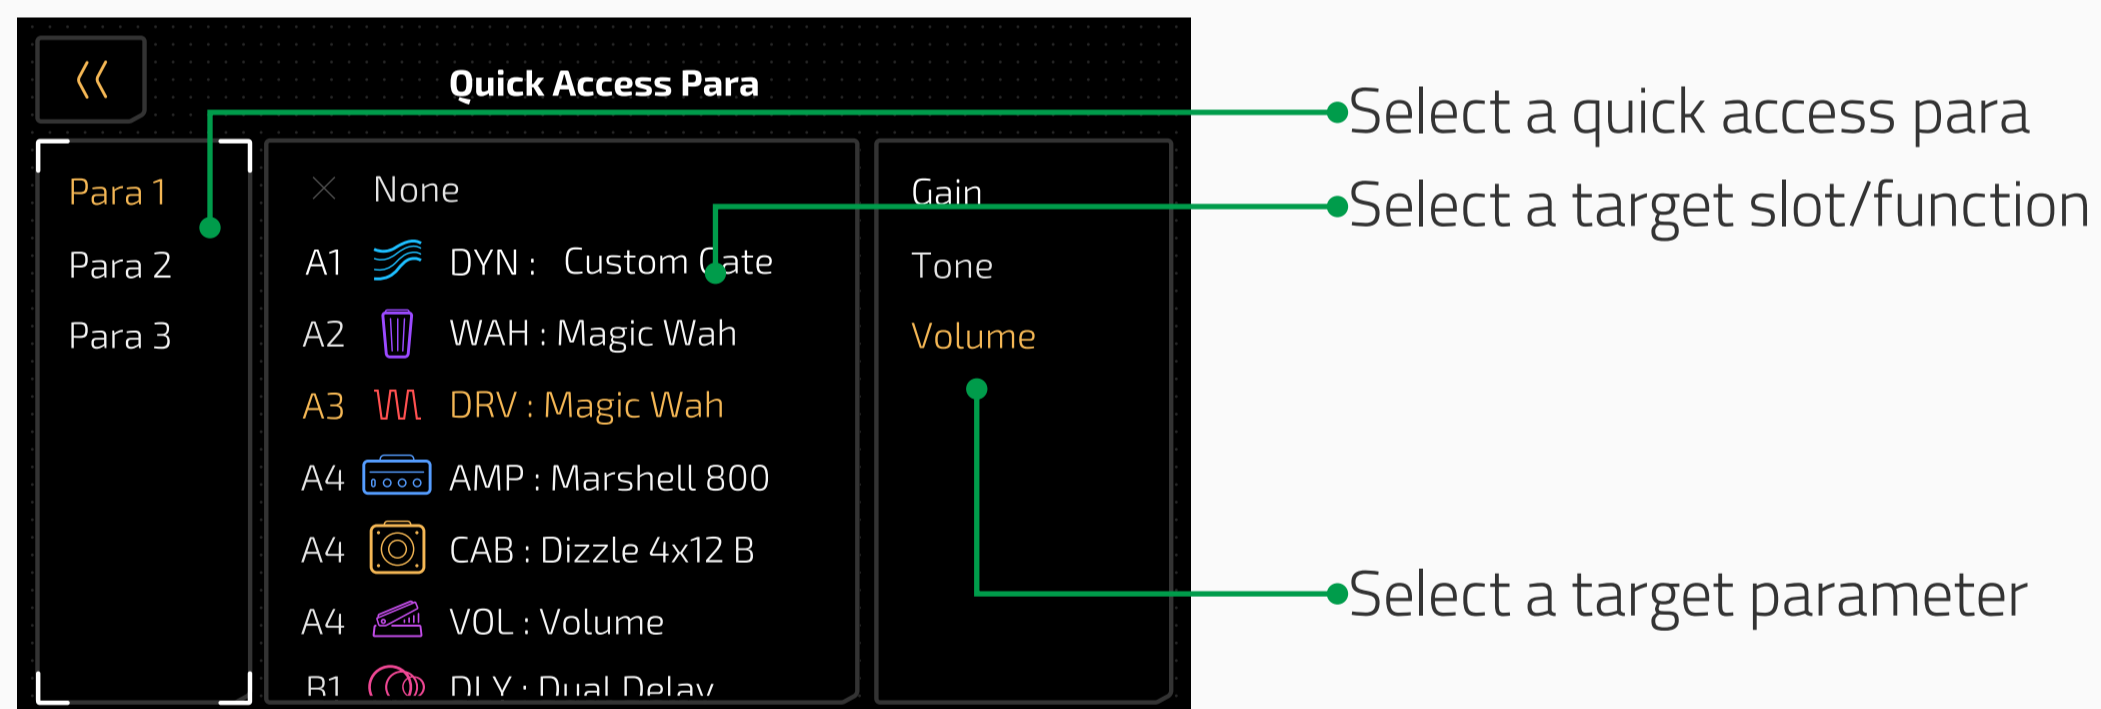 Quick Access Para
Select a quick access para
Para 1
Para 2
Para 3
None
A1 DYN : Custom Gate
A2 WAH : Magic Wah
A3 DRV : Magic Wah
A4 AMP : Marshell 800
A4 CAB : Dizzle 4x12 B
A4 VOL : Volume
B1 DLY : Dual Delay
Gain
Tone
Volume
Select a target slot/function
Select a target parameter